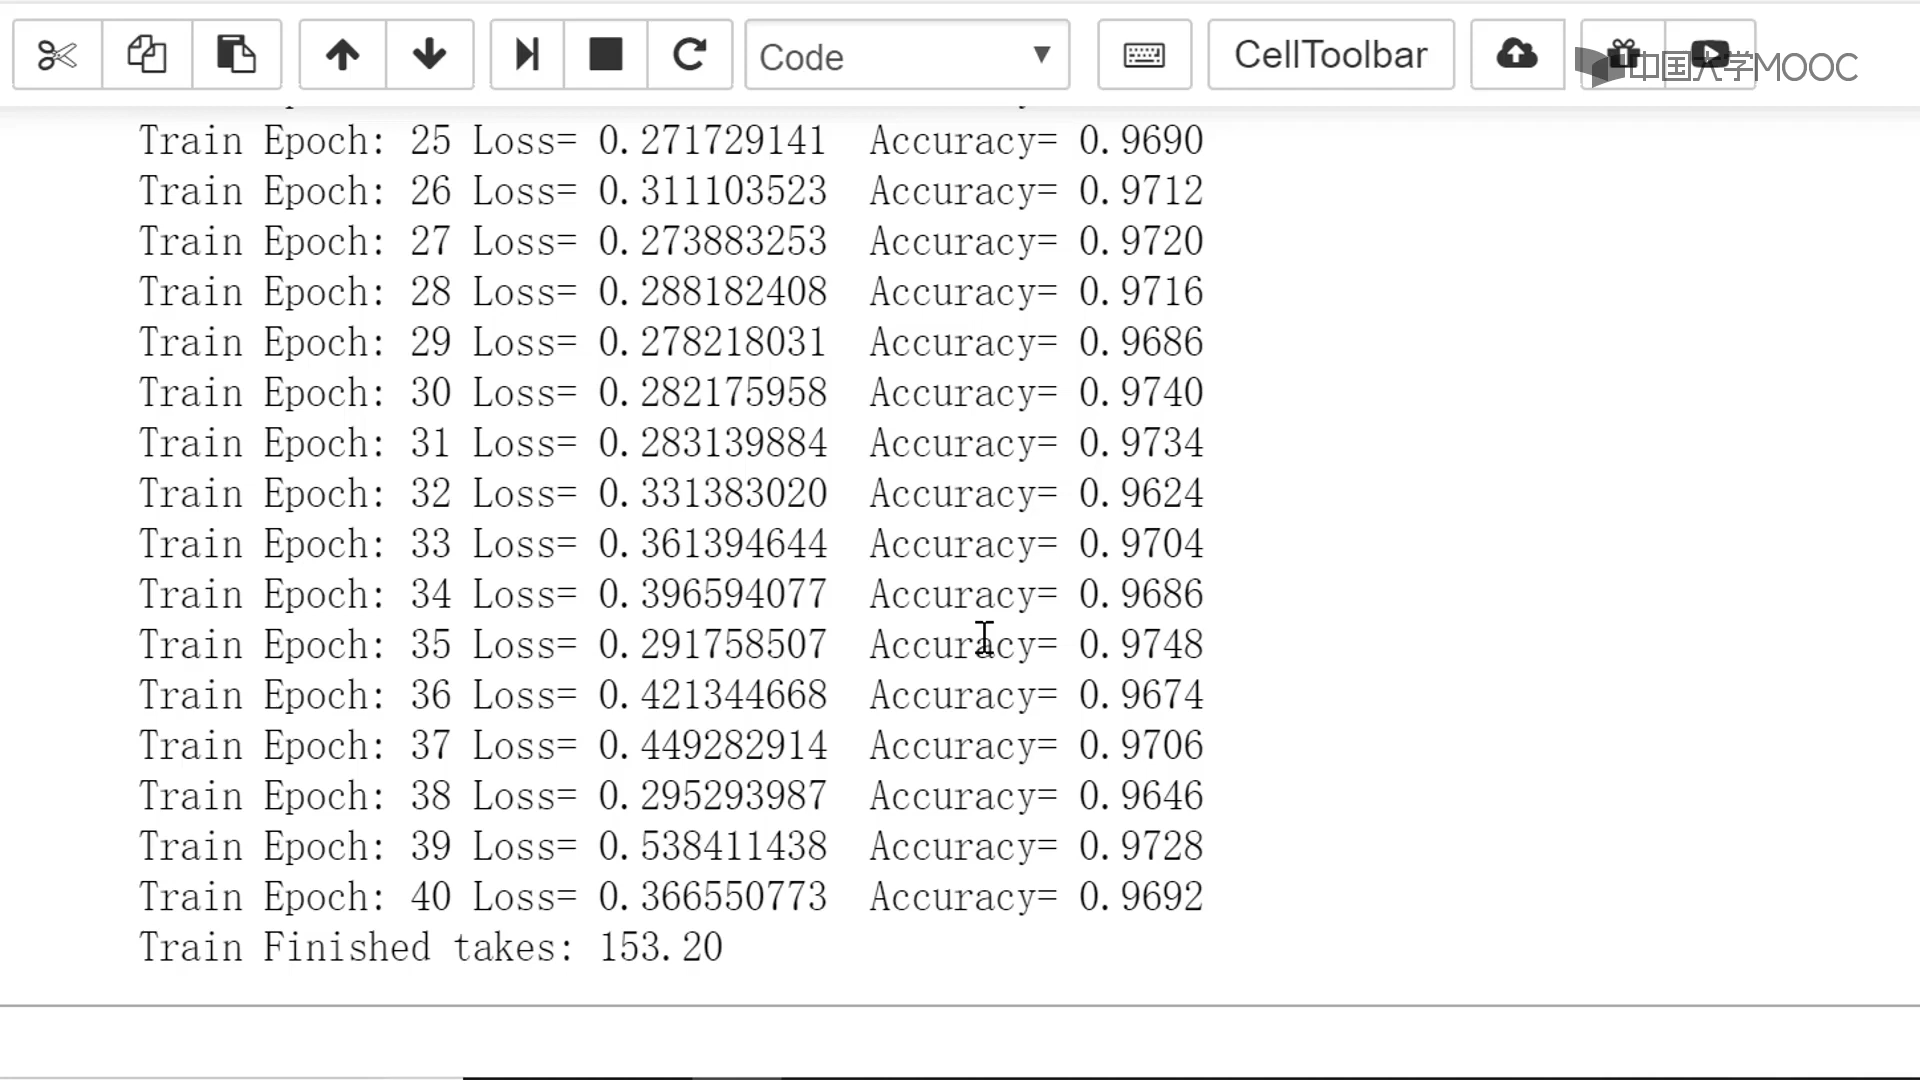 Code
CellToolbar
中国大学MOOC
Train Epoch: 25 Loss= 0.271729141 Accuracy= 0.9690
Train Epoch: 26 Loss= 0.311103523 Accuracy= 0.9712
Train Epoch: 27 Loss= 0.273883253 Accuracy= 0.9720
Train Epoch: 28 Loss= 0.288182408 Accuracy= 0.9716
Train Epoch: 29 Loss= 0.278218031 Accuracy= 0.9686
Train Epoch: 30 Loss= 0.282175958 Accuracy= 0.9740
Train Epoch: 31 Loss= 0.283139884 Accuracy= 0.9734
Train Epoch: 32 Loss= 0.331383020 Accuracy= 0.9624
Train Epoch: 33 Loss= 0.361394644 Accuracy= 0.9704
Train Epoch: 34 Loss= 0.396594077 Accuracy= 0.9686
Train Epoch: 35 Loss= 0.291758507 Accuracy= 0.9748
Train Epoch: 36 Loss= 0.421344668 Accuracy= 0.9674
Train Epoch: 37 Loss= 0.449282914 Accuracy= 0.9706
Train Epoch: 38 Loss= 0.295293987 Accuracy= 0.9646
Train Epoch: 39 Loss= 0.538411438 Accuracy= 0.9728
Train Epoch: 40 Loss= 0.366550773 Accuracy= 0.9692
Train Finished takes: 153.20